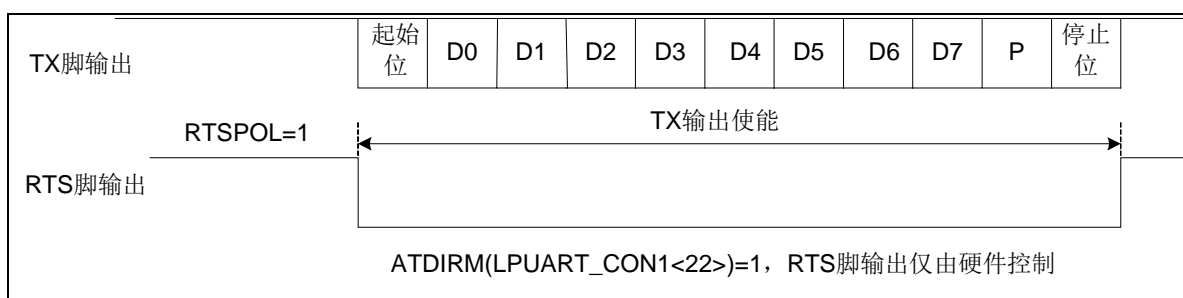 TX脚输出
起始位
D0
D1
D2
D3
D4
D5
D6
D7
P
停止位
RTSPOL=1
TX输出使能
RTS脚输出
ATDIRM(LPUART_CON1<22>)=1，RTS脚输出仅由硬件控制